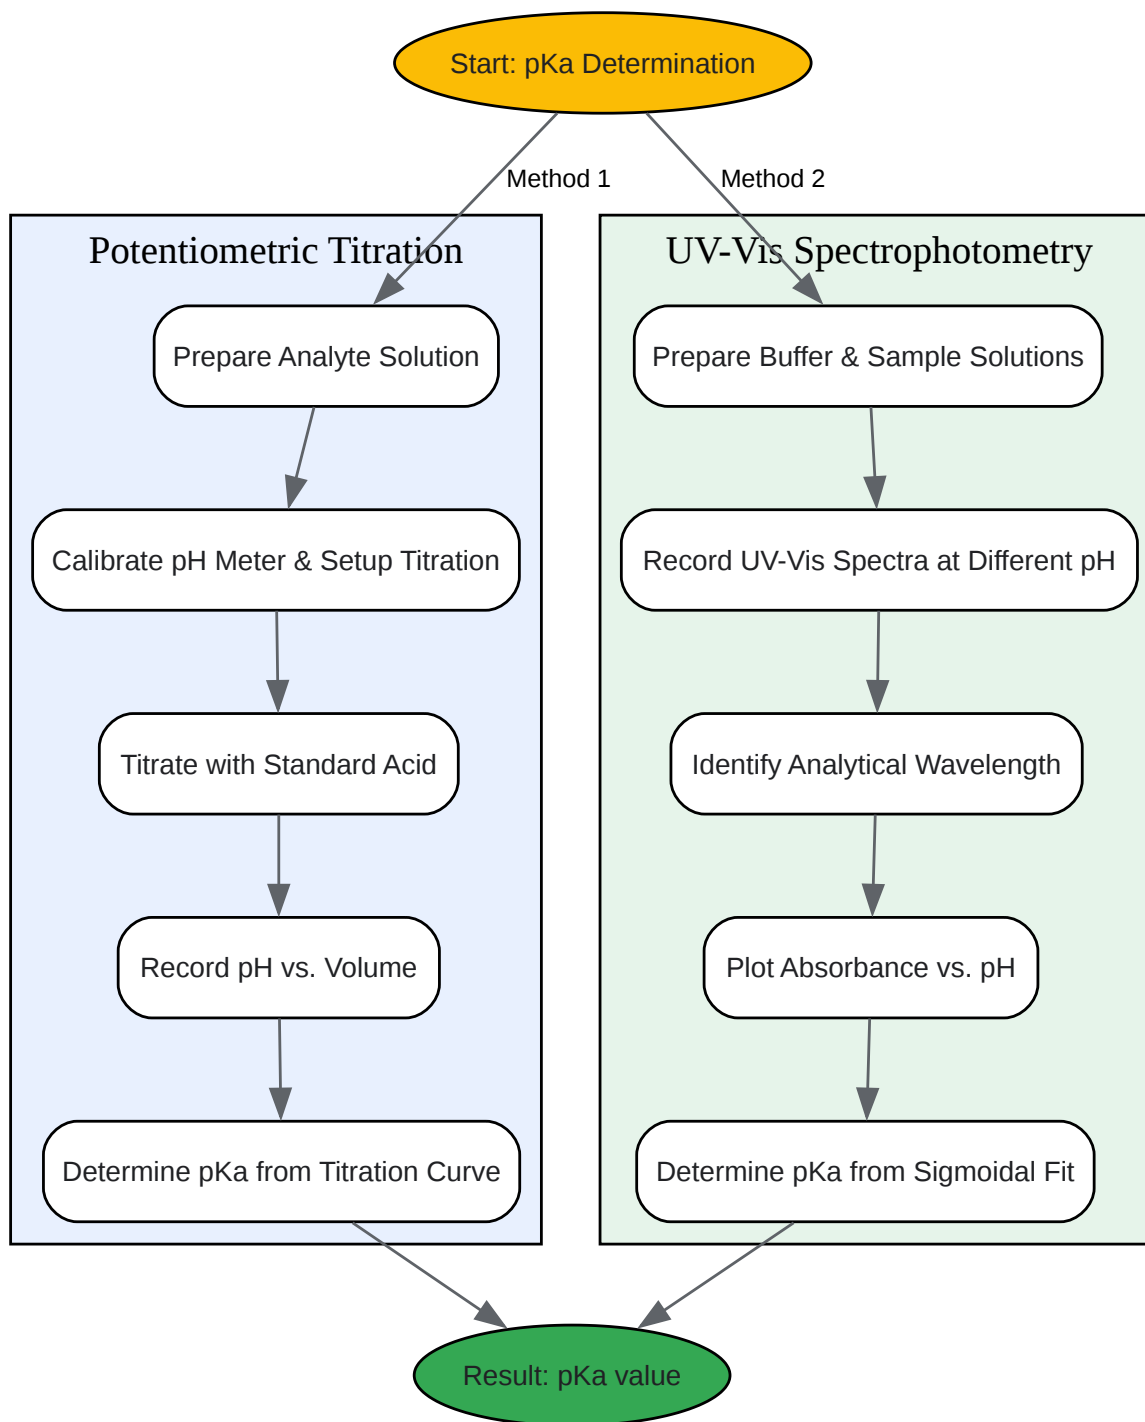 Start: pKa Determination
Method 1
Method 2
Potentiometric Titration
Prepare Analyte Solution
Calibrate pH Meter & Setup Titration
Titrate with Standard Acid
Record pH vs. Volume
Determine pKa from Titration Curve
UV-Vis Spectrophotometry
Prepare Buffer & Sample Solutions
Record UV-Vis Spectra at Different pH
Identify Analytical Wavelength
Plot Absorbance vs. pH
Determine pKa from Sigmoidal Fit
Result: pKa value